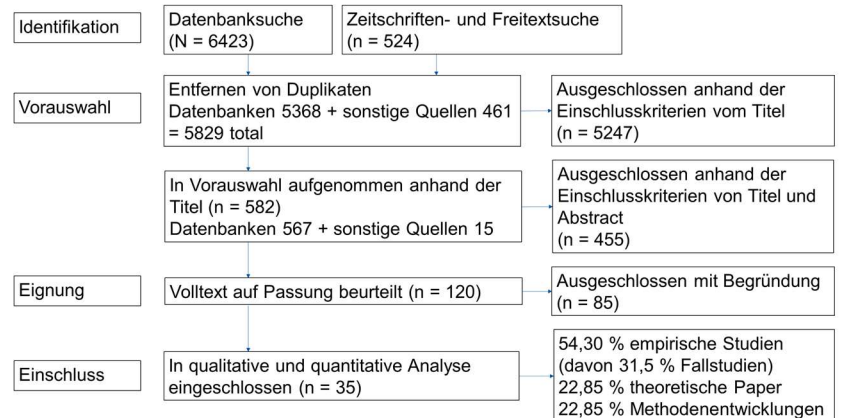 Identifikation
Datenbanksuche
(N = 6423)
Zeitschriften- und Freitextsuche
(n = 524)
Vorauswahl
Entfernen von Duplikaten
Datenbanken 5368 + sonstige Quellen 461
= 5829 total
Ausgeschlossen anhand der
Einschlusskriterien vom Titel
(n = 5247)
In Vorauswahl aufgenommen anhand der
Titel (n = 582)
Datenbanken 567 + sonstige Quellen 15
Ausgeschlossen anhand der
Einschlusskriterien von Titel und
Abstract
(n = 455)
Eignung
Volltext auf Passung beurteilt (n = 120)
Ausgeschlossen mit Begründung
(n = 85)
Einschluss
In qualitative und quantitative Analyse
eingeschlossen (n = 35)
54,30 % empirische Studien
(davon 31,5 % Fallstudien)
22,85 % theoretische Paper
22,85 % Methodenentwicklungen